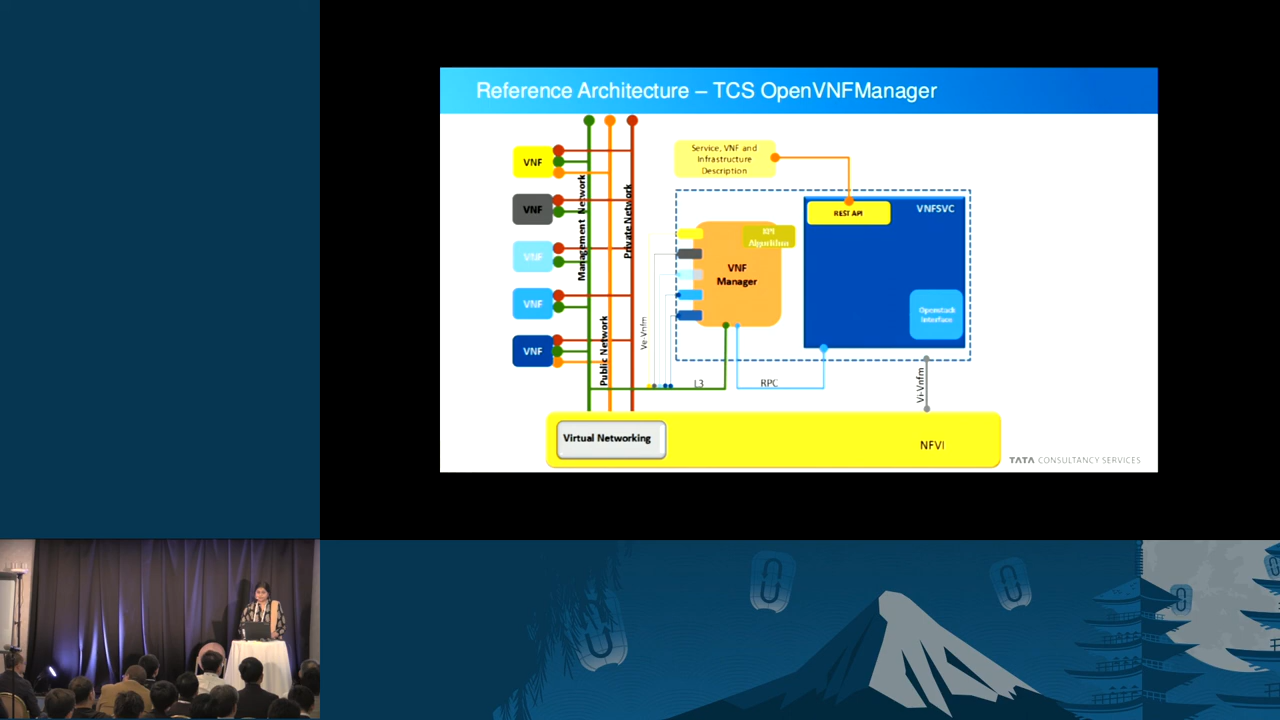 Reference Architecture – TCS OpenVNFManager
VNF
VNF
VNF
VNF
VNF
Management Network
Public Network
Private Network
Service, VNF and
Infrastructure
Description
REST API
VNFSVC
KPI
Algorithm
VNF
Manager
Openstack
Interface
Ve-Vnfm
L3
RPC
Vi-Vnfm
Virtual Networking
NFVI
TATA CONSULTANCY SERVICES